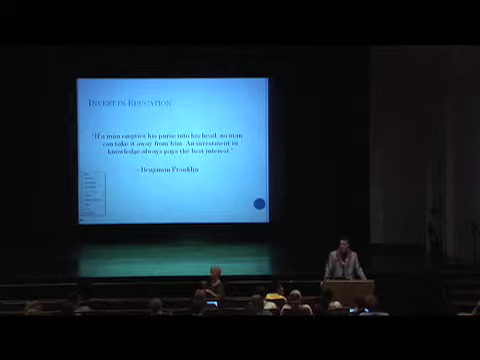 INVEST IN EDUCATION
"If a man empties his purse into his head, no man
can take it away from him. An investment in
knowledge always pays the best interest."
- Benjamin Franklin